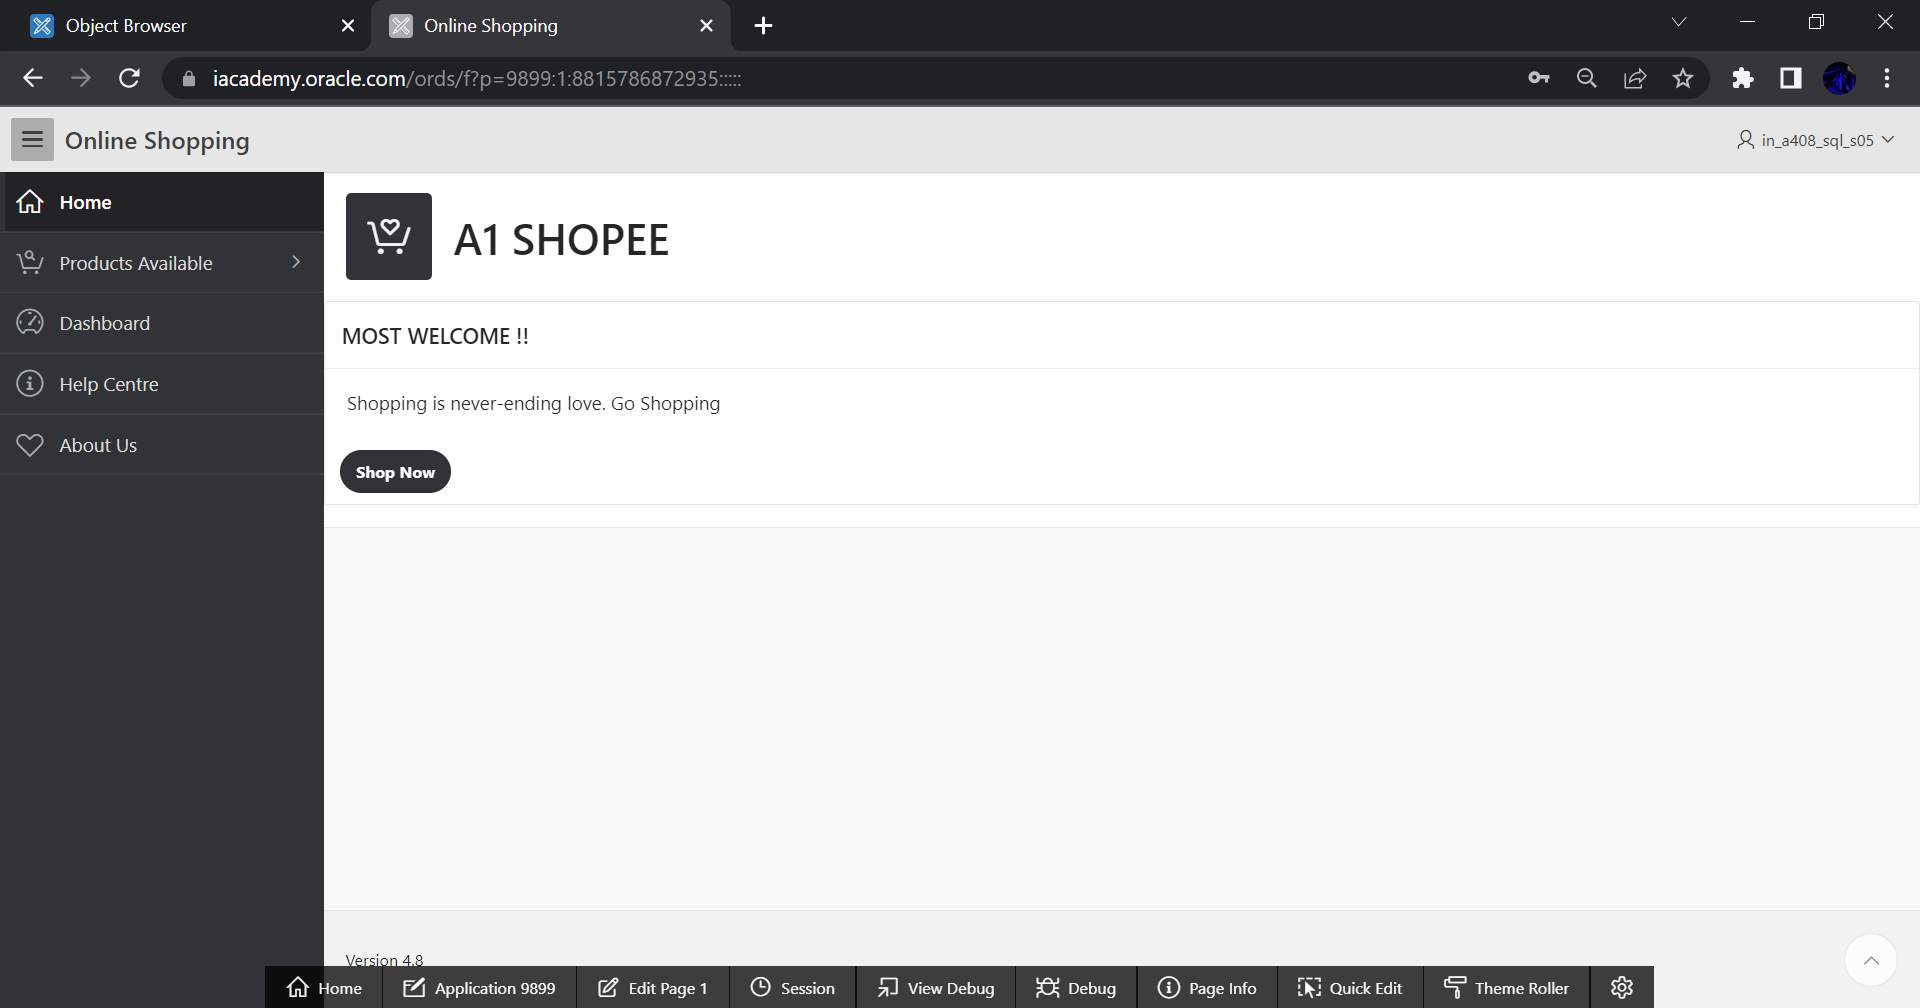 Object Browser
Online Shopping
iacademy.oracle.com/ords/f?p=9899:1:8815786872935:::::
Online Shopping
in_a408_sql_s05
Home
Products Available
Dashboard
Help Centre
About Us
A1 SHOPEE
MOST WELCOME !!
Shopping is never-ending love. Go Shopping
Shop Now
Version 4.8
Home
Application 9899
Edit Page 1
Session
View Debug
Debug
Page Info
Quick Edit
Theme Roller